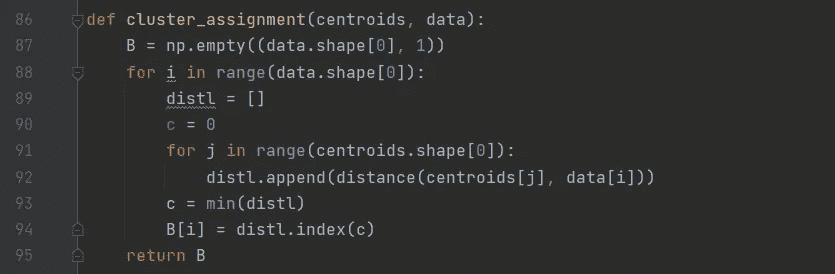 86 def cluster_assignment(centroids, data):
87     B = np.empty((data.shape[0], 1))
88     for i in range(data.shape[0]):
89         distl = []
90         c = 0
91         for j in range(centroids.shape[0]):
92             distl.append(distance(centroids[j], data[i]))
93         c = min(distl)
94         B[i] = distl.index(c)
95     return B